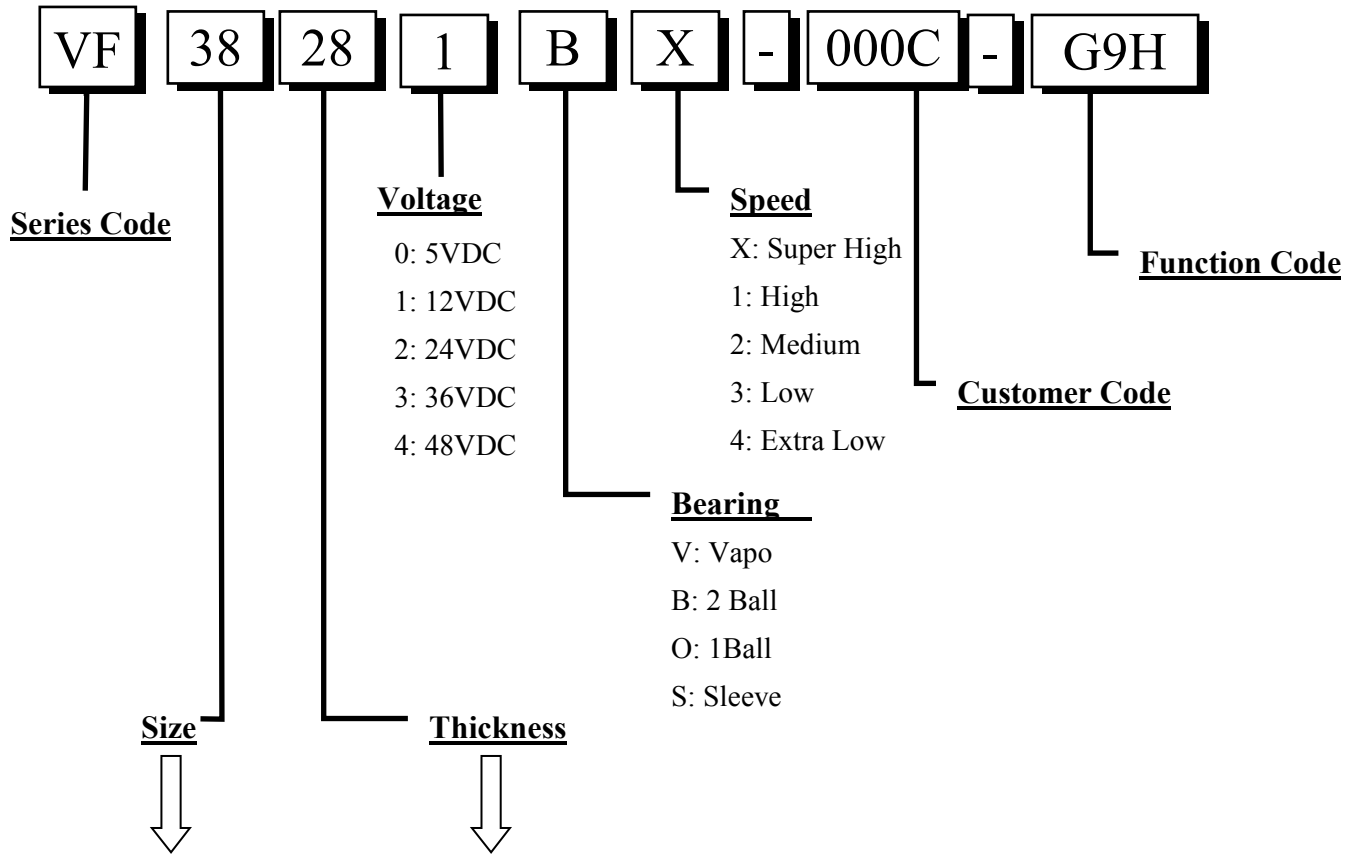 VF 38 28 1 B X - 000C - G9H
Series Code
Voltage
0: 5VDC
1: 12VDC
2: 24VDC
3: 36VDC
4: 48VDC
Speed
X: Super High
1: High
2: Medium
3: Low
4: Extra Low
Function Code
Customer Code
Bearing
V: Vapo
B: 2 Ball
O: 1Ball
S: Sleeve
Size
Thickness